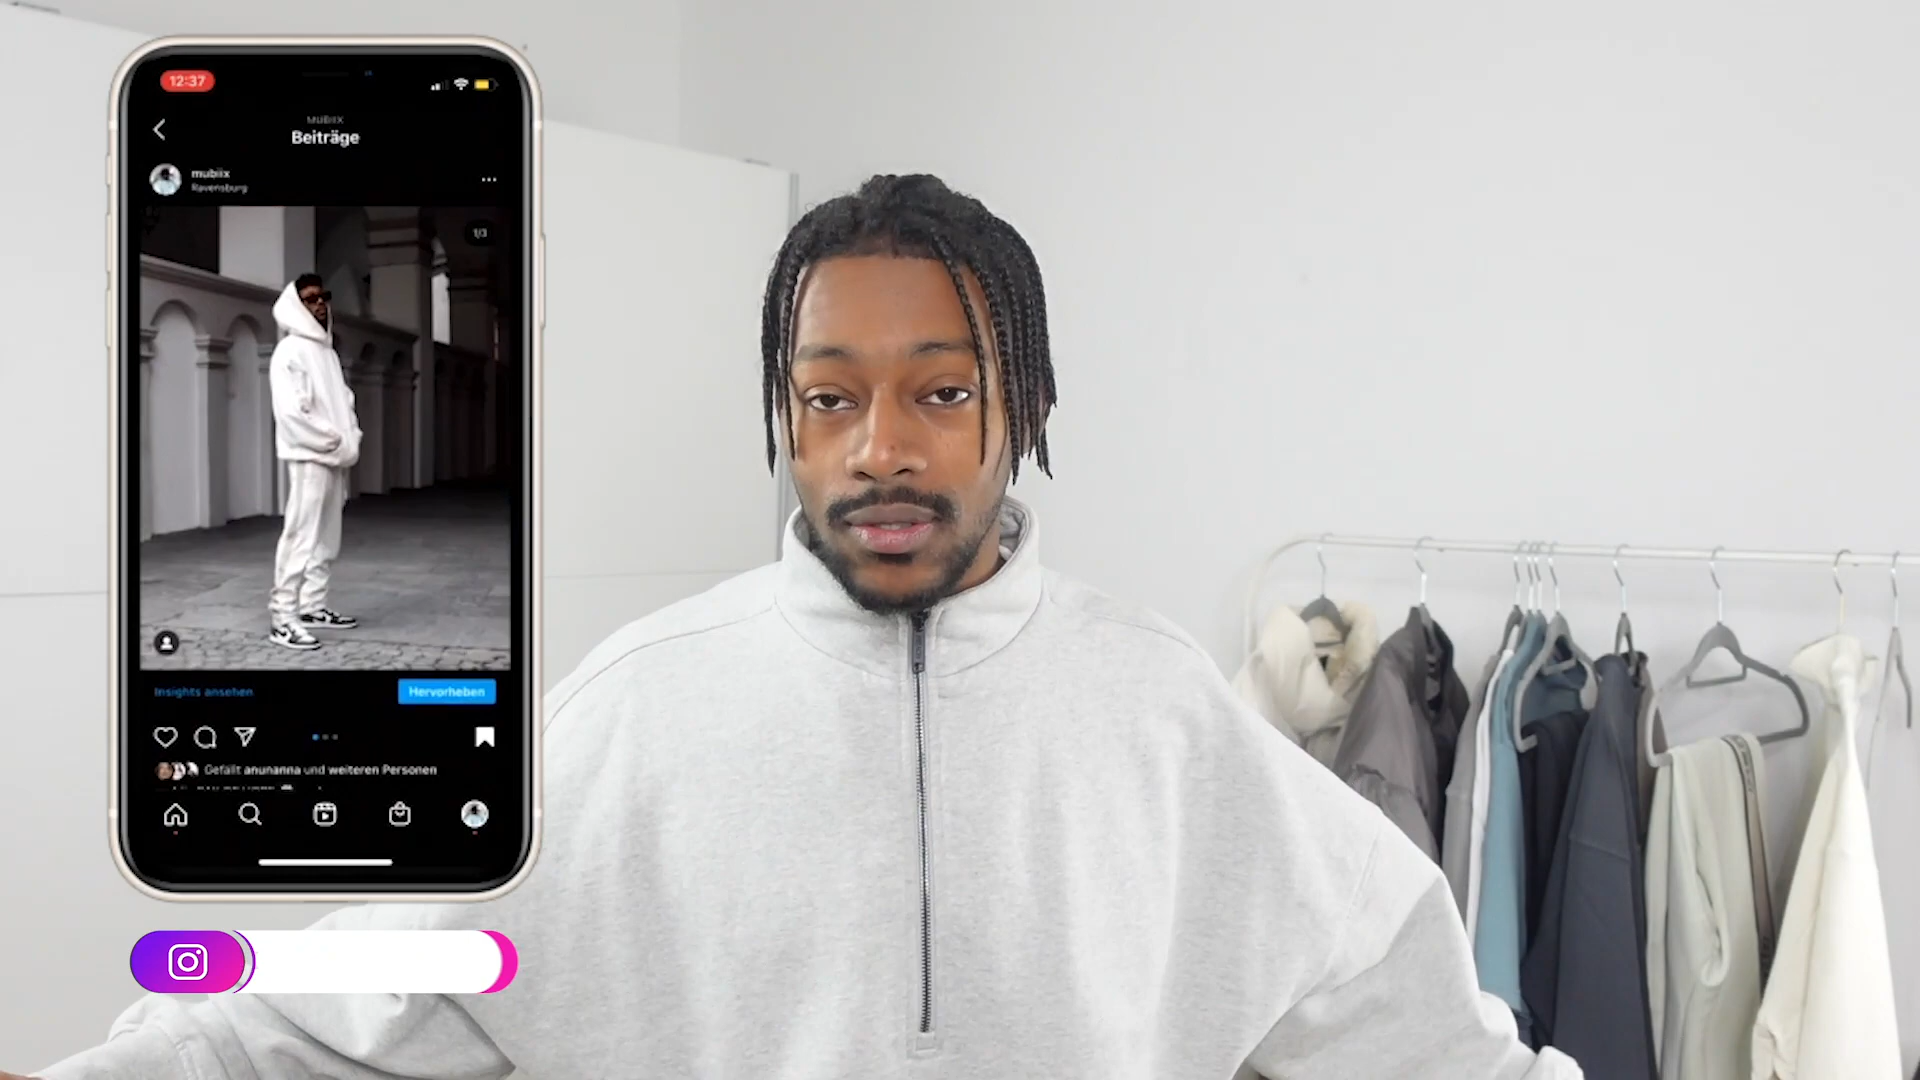 12:37
MUBIIX
Beiträge
mubiix
Ravensburg
1/3
Insights ansehen
Hervorheben
Gefällt anunanna und weiteren Personen